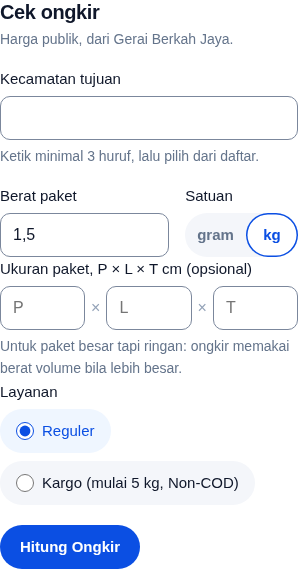 Cek ongkir
Harga publik, dari Gerai Berkah Jaya.
Kecamatan tujuan
Ketik minimal 3 huruf, lalu pilih dari daftar.
Berat paket Satuan
1,5 gram kg
Ukuran paket, P × L × T cm (opsional)
P × L × T
Untuk paket besar tapi ringan: ongkir memakai
berat volume bila lebih besar.
Layanan
Reguler
Kargo (mulai 5 kg, Non-COD)
Hitung Ongkir